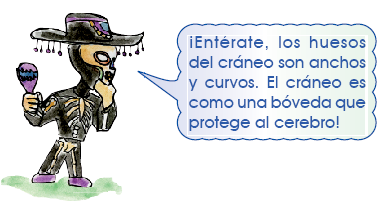 ¡Entérate, los huesos
del cráneo son anchos
y curvos. El cráneo es
como una bóveda que
protege al cerebro!